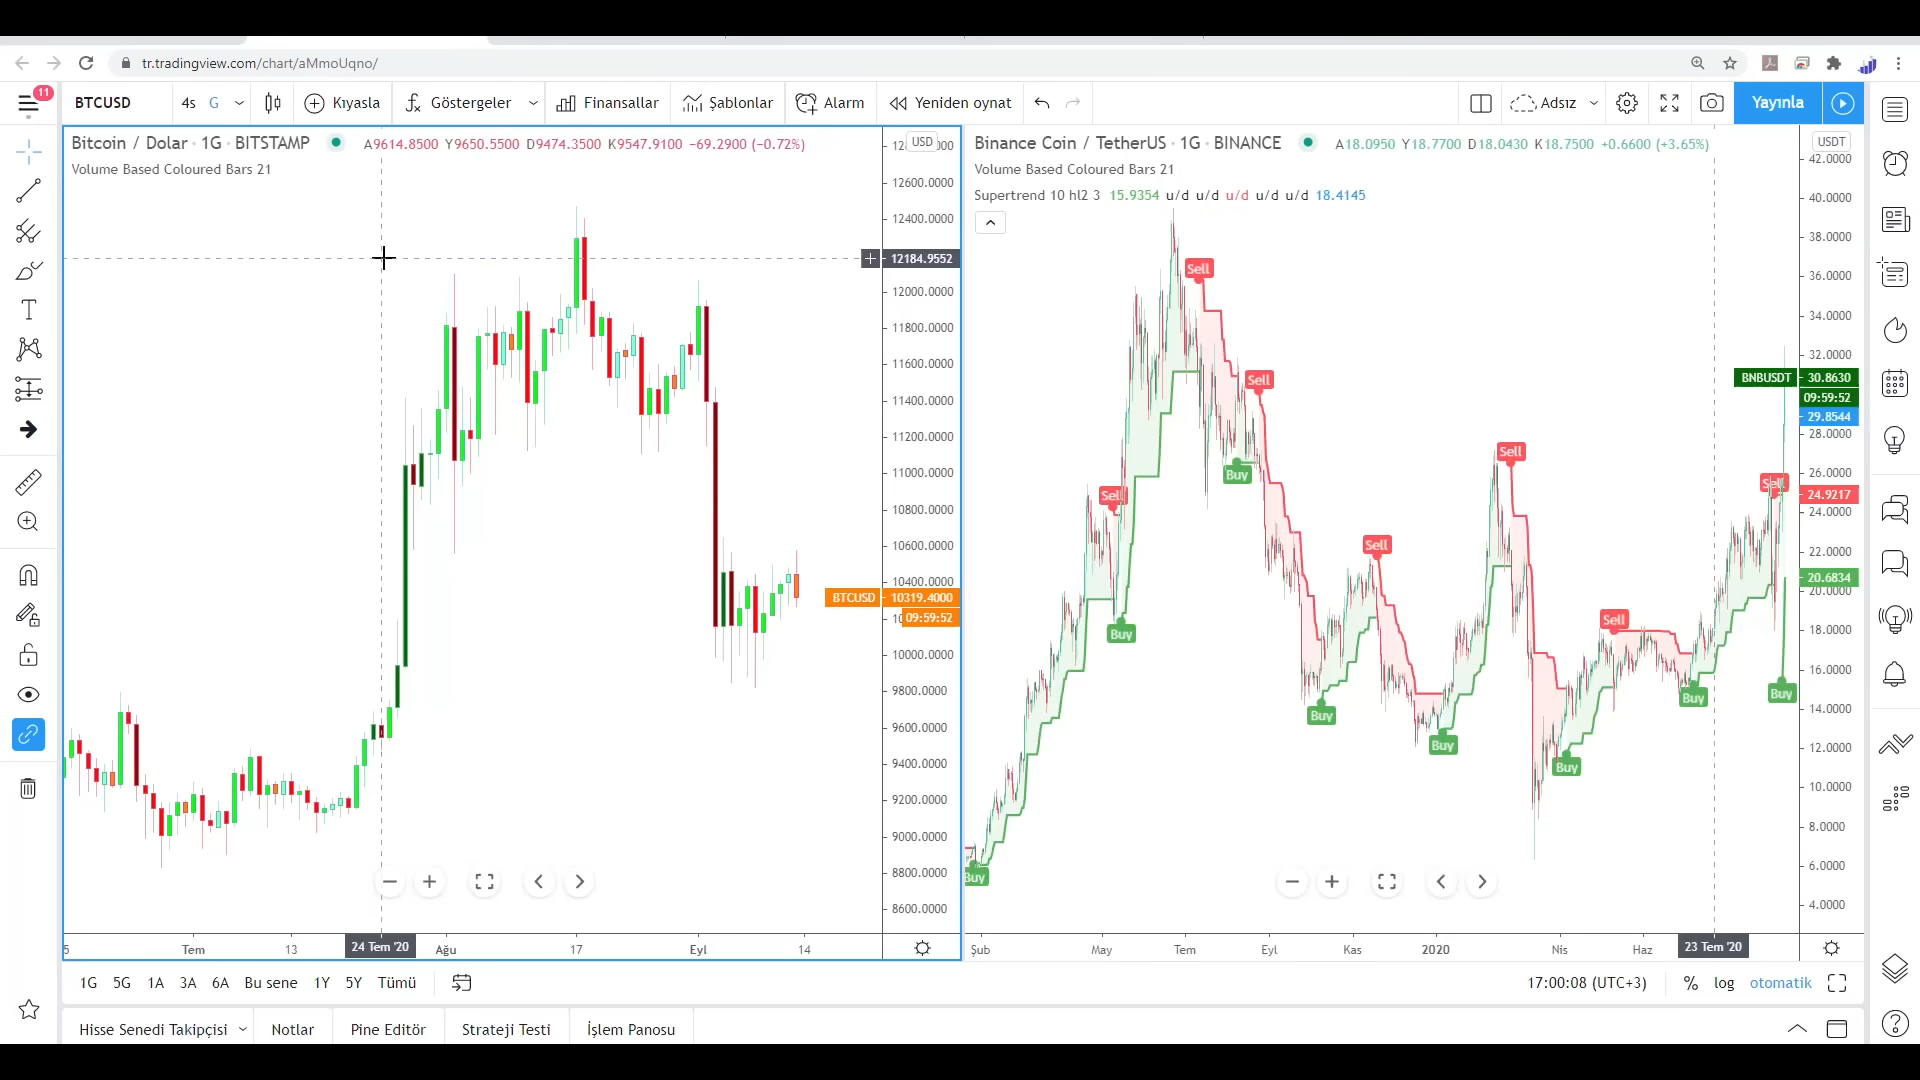 tr.tradingview.com/chart/aMmoUqno/
11
BTCUSD 4s G Kıyasla Göstergeler Finansallar Şablonlar Alarm Yeniden oynat Adsız Yayınla
Bitcoin / Dolar · 1G · BITSTAMP A9614.8500 Y9650.5500 D9474.3500 K9547.9100 −69.2900 (−0.72%)
Volume Based Coloured Bars 21
USD
12600.0000
12400.0000
12184.9552
12000.0000
11800.0000
11600.0000
11400.0000
11200.0000
11000.0000
10800.0000
10600.0000
10400.0000
BTCUSD 10319.4000
09:59:52
10000.0000
9800.0000
9600.0000
9400.0000
9200.0000
9000.0000
8800.0000
8600.0000
5 Tem 13 24 Tem '20 Ağu 17 Eyl 14
Binance Coin / TetherUS · 1G · BINANCE A18.0950 Y18.7700 D18.0430 K18.7500 +0.6600 (+3.65%)
Volume Based Coloured Bars 21
Supertrend 10 hl2 3 15.9354 u/d u/d u/d u/d u/d 18.4145
USDT
42.0000
40.0000
38.0000
36.0000
34.0000
32.0000
BNBUSDT 30.8630
09:59:52
29.8544
28.0000
26.0000
24.9217
24.0000
22.0000
20.6834
20.0000
18.0000
16.0000
14.0000
12.0000
10.0000
8.0000
6.0000
4.0000
Sell
Sell
Sell
Buy
Sell
Sell
Sell
Sell
Buy
Buy
Buy
Buy
Buy
Buy
Buy
Şub May Tem Eyl Kas 2020 Nis Haz 23 Tem '20
1G 5G 1A 3A 6A Bu sene 1Y 5Y Tümü 17:00:08 (UTC+3) % log otomatik
Hisse Senedi Takipçisi Notlar Pine Editör Strateji Testi İşlem Panosu